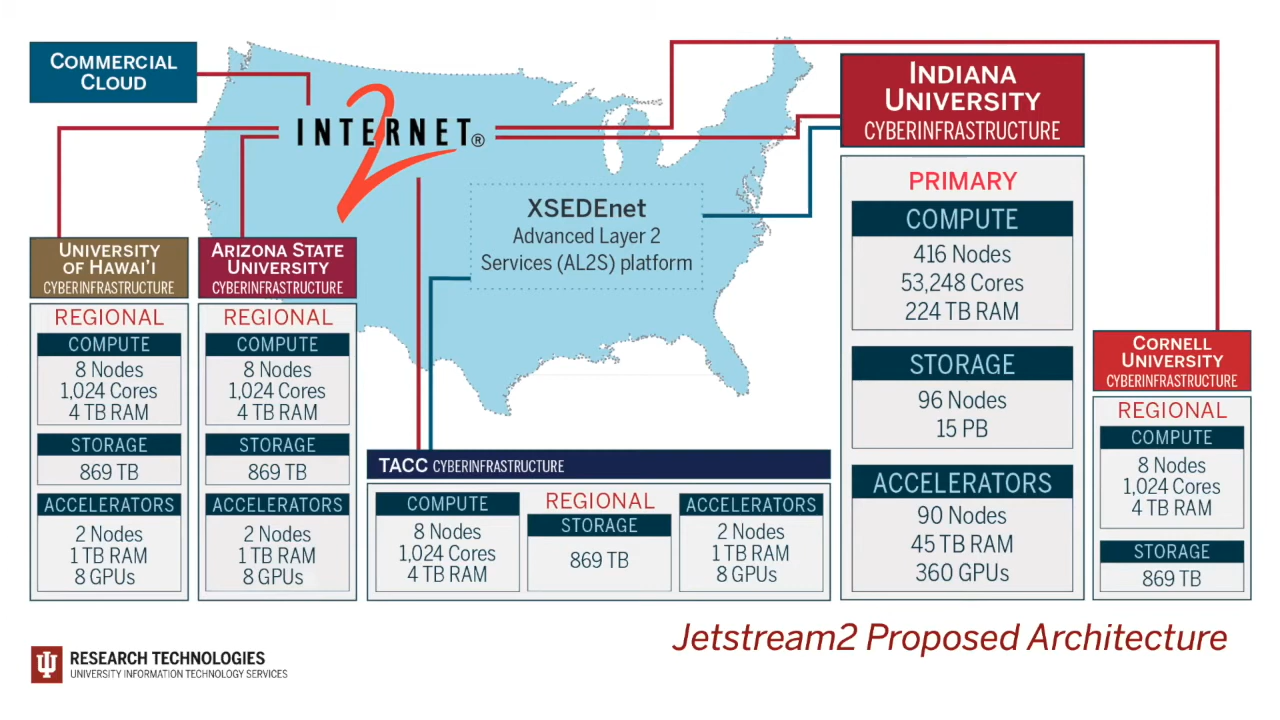 COMMERCIAL
CLOUD
INTERNET®
2
XSEDEnet
Advanced Layer 2
Services (AL2S) platform
UNIVERSITY
OF HAWAI'I
CYBERINFRASTRUCTURE
REGIONAL
COMPUTE
8 Nodes
1,024 Cores
4 TB RAM
STORAGE
869 TB
ACCELERATORS
2 Nodes
1 TB RAM
8 GPUs
ARIZONA STATE
UNIVERSITY
CYBERINFRASTRUCTURE
REGIONAL
COMPUTE
8 Nodes
1,024 Cores
4 TB RAM
STORAGE
869 TB
ACCELERATORS
2 Nodes
1 TB RAM
8 GPUs
TACC CYBERINFRASTRUCTURE
COMPUTE
8 Nodes
1,024 Cores
4 TB RAM
REGIONAL
STORAGE
869 TB
ACCELERATORS
2 Nodes
1 TB RAM
8 GPUs
INDIANA
UNIVERSITY
CYBERINFRASTRUCTURE
PRIMARY
COMPUTE
416 Nodes
53,248 Cores
224 TB RAM
STORAGE
96 Nodes
15 PB
ACCELERATORS
90 Nodes
45 TB RAM
360 GPUs
CORNELL
UNIVERSITY
CYBERINFRASTRUCTURE
REGIONAL
COMPUTE
8 Nodes
1,024 Cores
4 TB RAM
STORAGE
869 TB
Jetstream2 Proposed Architecture
RESEARCH TECHNOLOGIES
UNIVERSITY INFORMATION TECHNOLOGY SERVICES